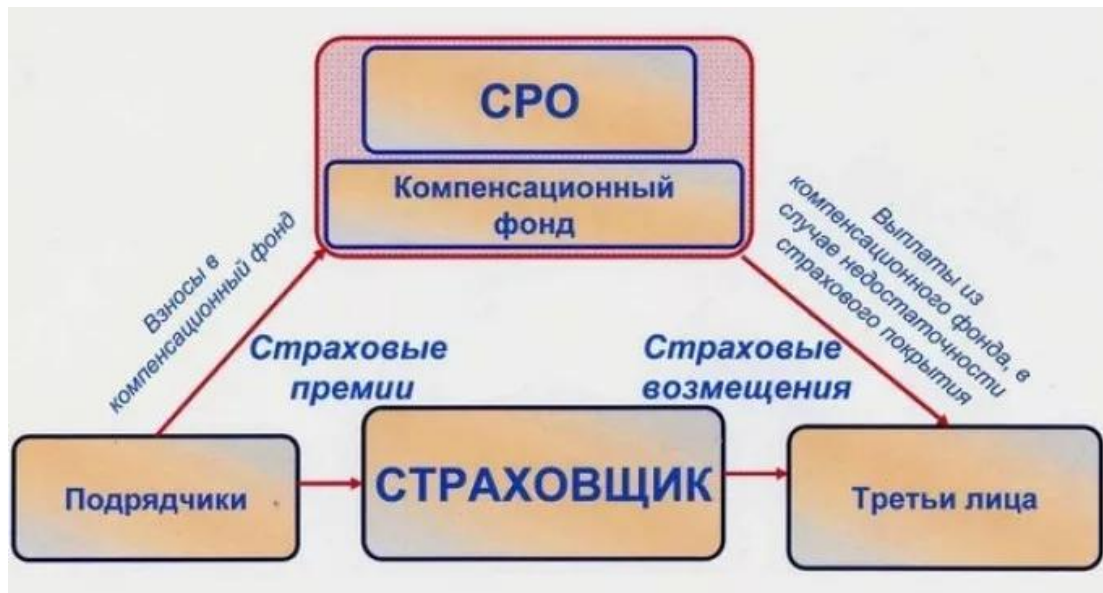 СРО
Компенсационный
фонд
Взносы в
компенсационный фонд
Выплаты из
компенсационного фонда, в
случае недостаточности
страхового покрытия
Страховые
премии
Страховые
возмещения
Подрядчики
СТРАХОВЩИК
Третьи лица